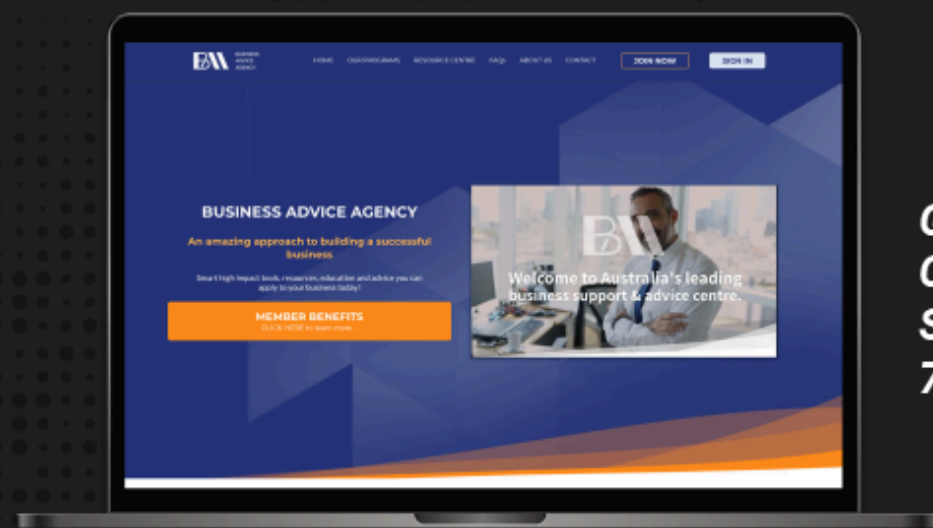 BUSINESS
ADVICE
AGENCY
HOME OUR PROGRAMS RESOURCE CENTRE FAQs ABOUT US CONTACT JOIN NOW SIGN IN
BUSINESS ADVICE AGENCY
An amazing approach to building a successful
business
Smart high impact tools, resources, education and advice you can
apply to your business today!
MEMBER BENEFITS
CLICK HERE to learn more...
Welcome to Australia's leading
business support & advice centre.